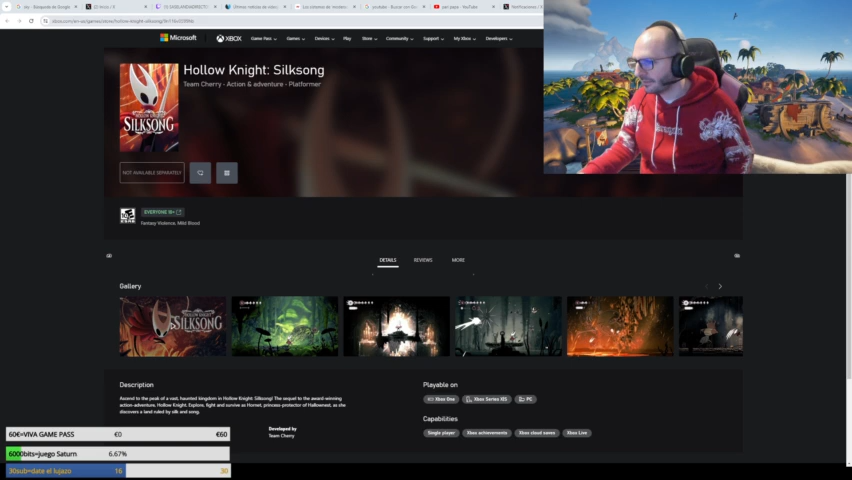 Microsoft
XBOX
Game Pass
Games
Devices
Play
Store
Community
Support
My Xbox
Developers
Hollow Knight: Silksong
Team Cherry - Action & adventure - Platformer
HOLLOW KNIGHT
SILKSONG
NOT AVAILABLE SEPARATELY
EVERYONE 10+
Fantasy Violence, Mild Blood
DETAILS
REVIEWS
MORE
Gallery
HOLLOW KNIGHT
SILKSONG
Description
Ascend to the peak of a vast, haunted kingdom in Hollow Knight: Silksong! The sequel to the award-winning
action-adventure, Hollow Knight. Explore, fight and survive as Hornet, princess-protector of Hallownest, as she
discovers a land ruled by silk and song.
Developed by
Team Cherry
Playable on
Xbox One
Xbox Series X|S
PC
Capabilities
Single player
Xbox achievements
Xbox cloud saves
Xbox Live
60€=VIVA GAME PASS
€0
€60
6000bits=juego Saturn
6.67%
30sub=date el lujazo
16
30